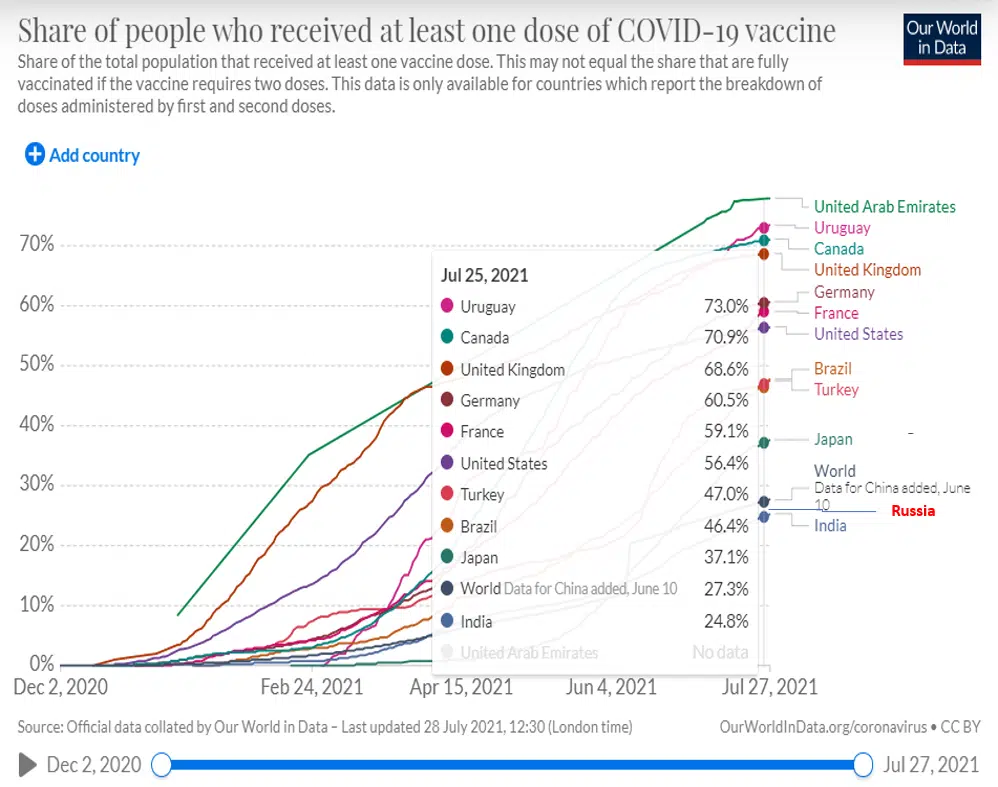 Share of people who received at least one dose of COVID-19 vaccine
Our World
in Data
Share of the total population that received at least one vaccine dose. This may not equal the share that are fully
vaccinated if the vaccine requires two doses. This data is only available for countries which report the breakdown of
doses administered by first and second doses.
Add country
United Arab Emirates
Uruguay
Canada
United Kingdom
Germany
France
United States
Brazil
Turkey
Japan
World
Data for China added, June
10
Russia
India
70%
60%
50%
40%
30%
20%
10%
0%
Jul 25, 2021
Uruguay 73.0%
Canada 70.9%
United Kingdom 68.6%
Germany 60.5%
France 59.1%
United States 56.4%
Turkey 47.0%
Brazil 46.4%
Japan 37.1%
World Data for China added, June 10 27.3%
India 24.8%
United Arab Emirates No data
Dec 2, 2020 Feb 24, 2021 Apr 15, 2021 Jun 4, 2021 Jul 27, 2021
Source: Official data collated by Our World in Data – Last updated 28 July 2021, 12:30 (London time) OurWorldInData.org/coronavirus • CC BY
Dec 2, 2020 Jul 27, 2021